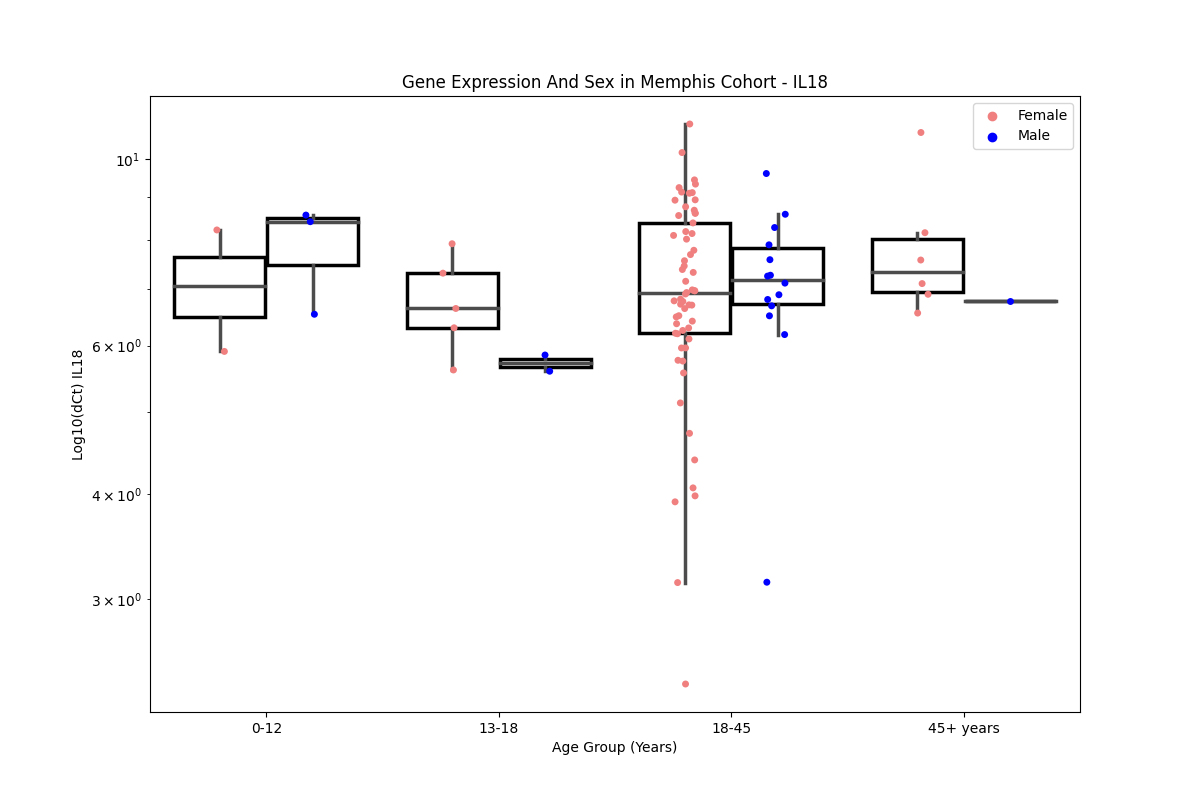 Gene Expression And Sex in Memphis Cohort - IL18
Female
Male
10¹
6 × 10⁰
4 × 10⁰
3 × 10⁰
Log10(dCt) IL18
0-12
13-18
18-45
45+ years
Age Group (Years)